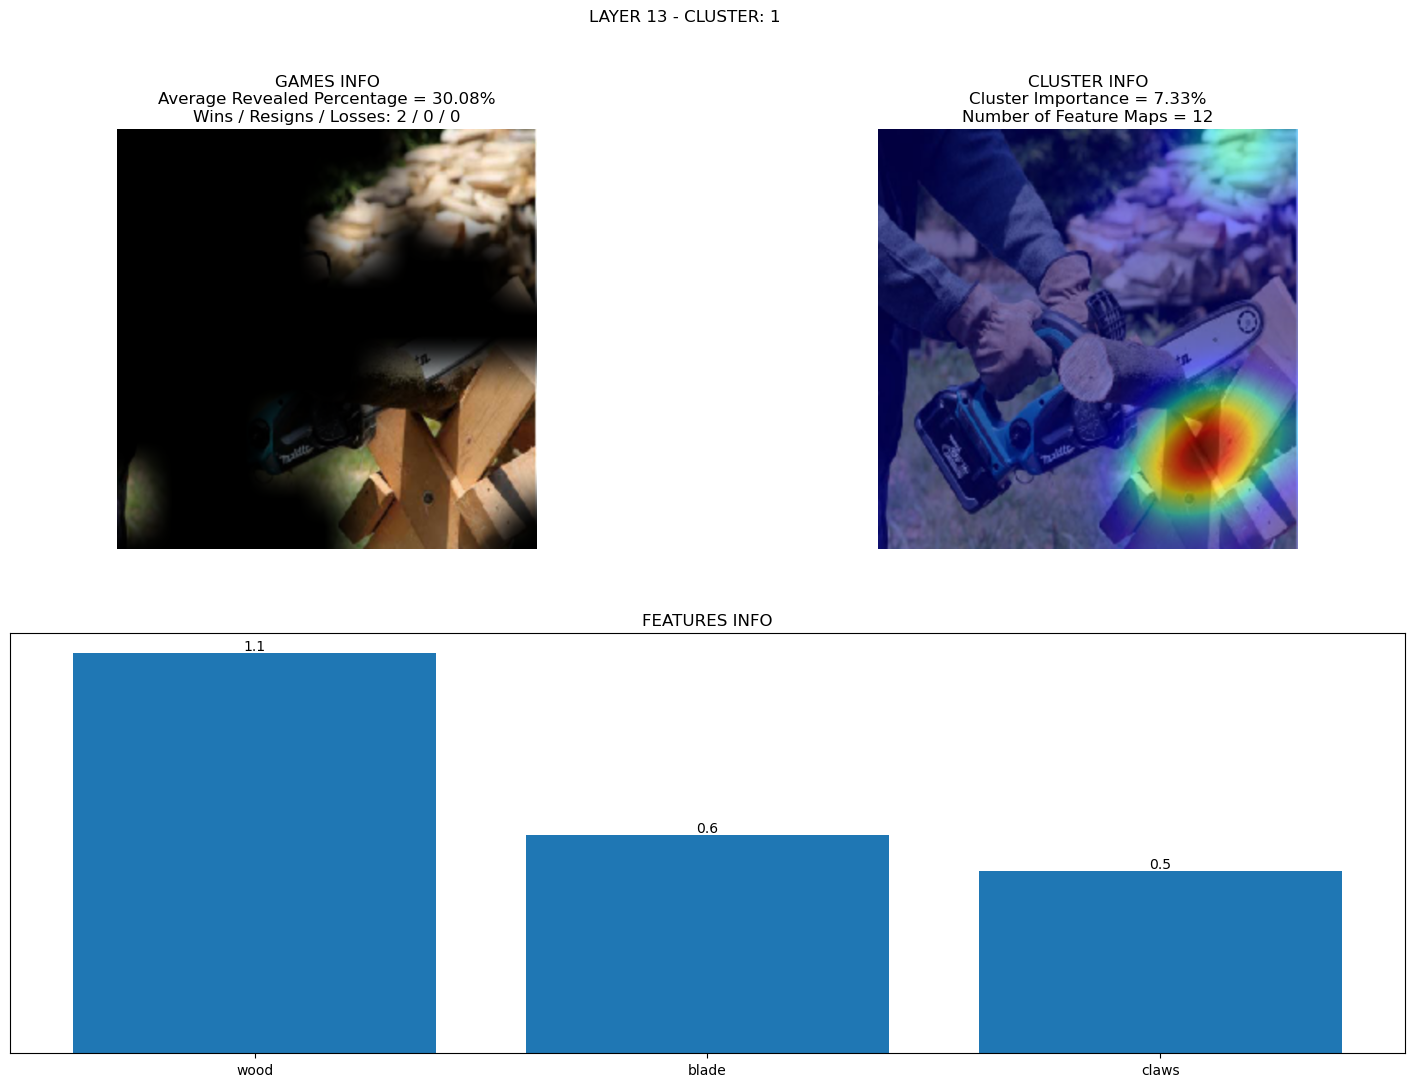 LAYER 13 - CLUSTER: 1
GAMES INFO
Average Revealed Percentage = 30.08%
Wins / Resigns / Losses: 2 / 0 / 0
CLUSTER INFO
Cluster Importance = 7.33%
Number of Feature Maps = 12
makita
makita
FEATURES INFO
1.1
0.6
0.5
wood
blade
claws